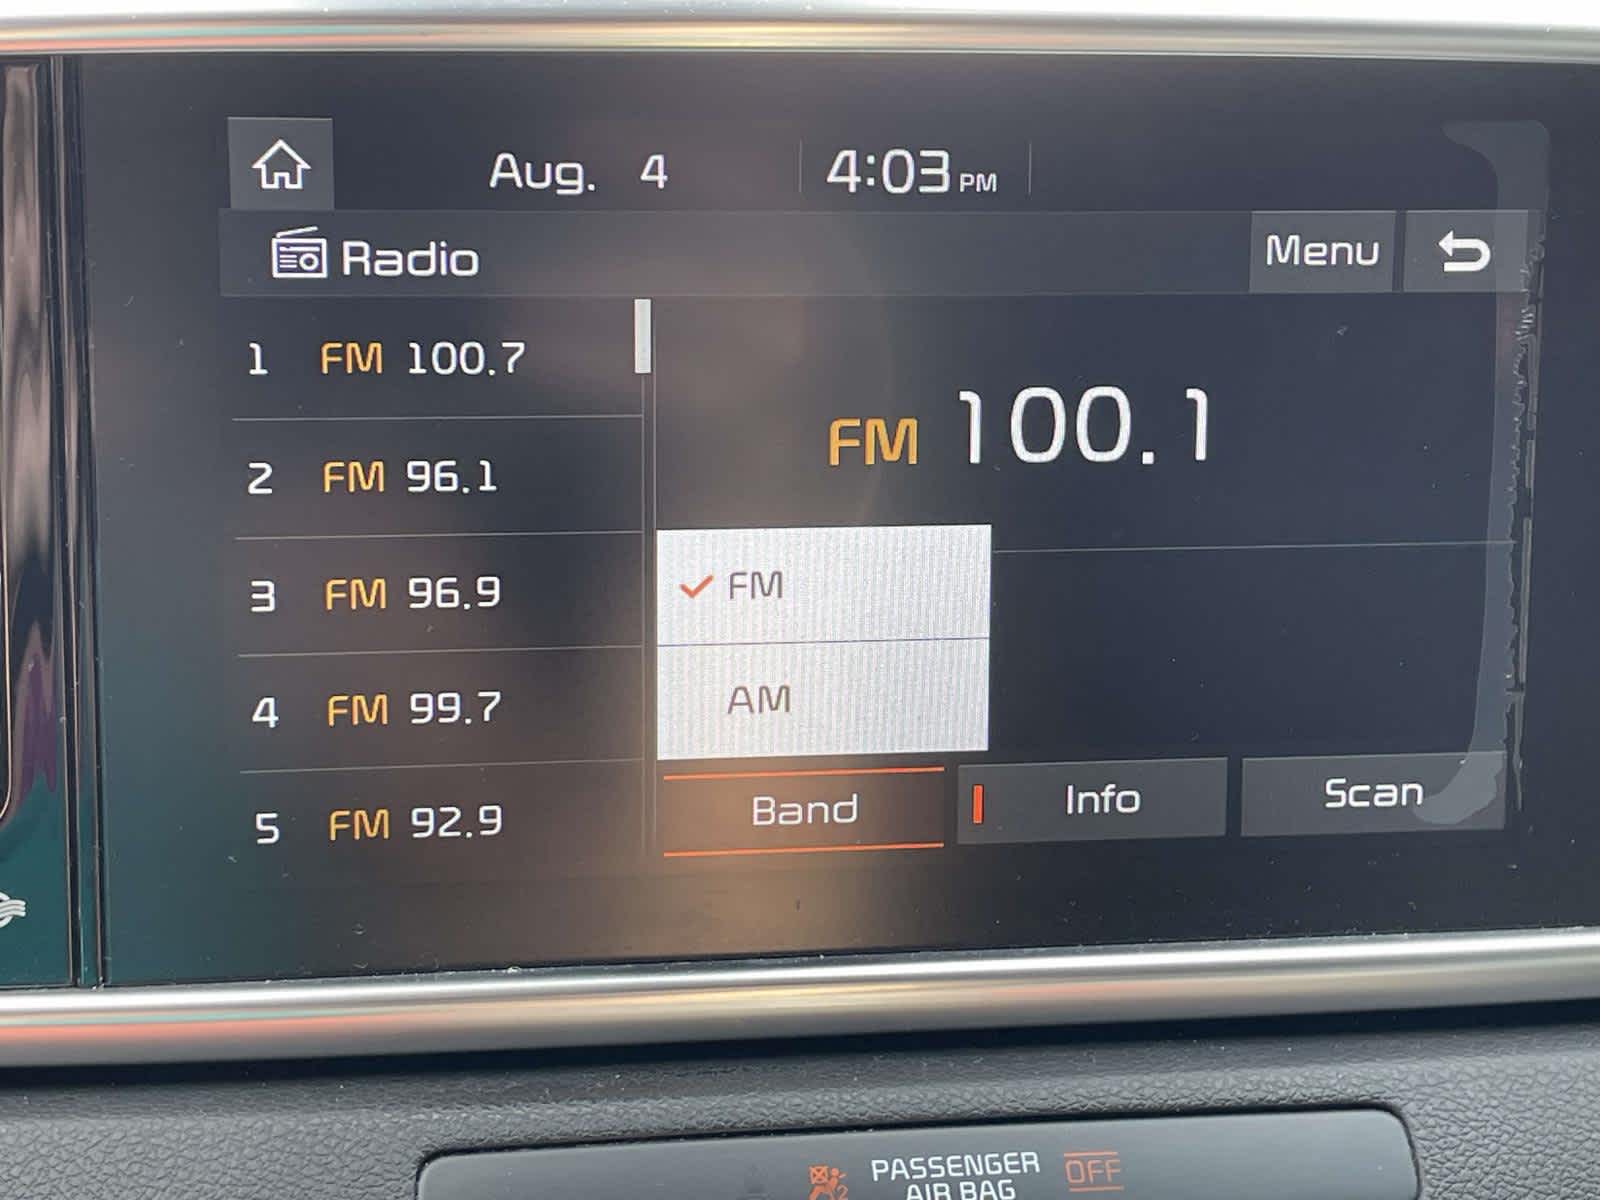 Aug. 4 4:03 PM
Radio Menu
1 FM 100.7
2 FM 96.1
3 FM 96.9
4 FM 99.7
5 FM 92.9
FM 100.1
FM
AM
Band Info Scan
PASSENGER OFF
AIR BAG
2